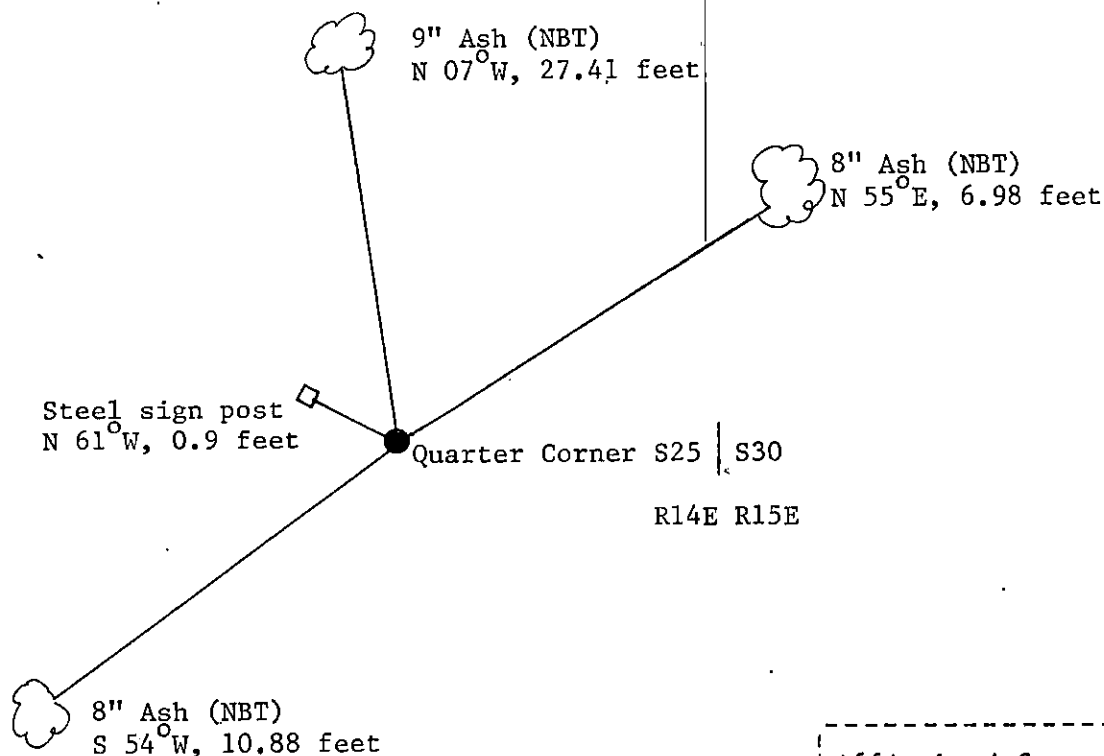 9" Ash (NBT)
N 07°W, 27.41 feet
8" Ash (NBT)
N 55°E, 6.98 feet
Steel sign post
N 61°W, 0.9 feet
Quarter Corner S25 | S30
R14E R15E
8" Ash (NBT)
S 54°W, 10.88 feet